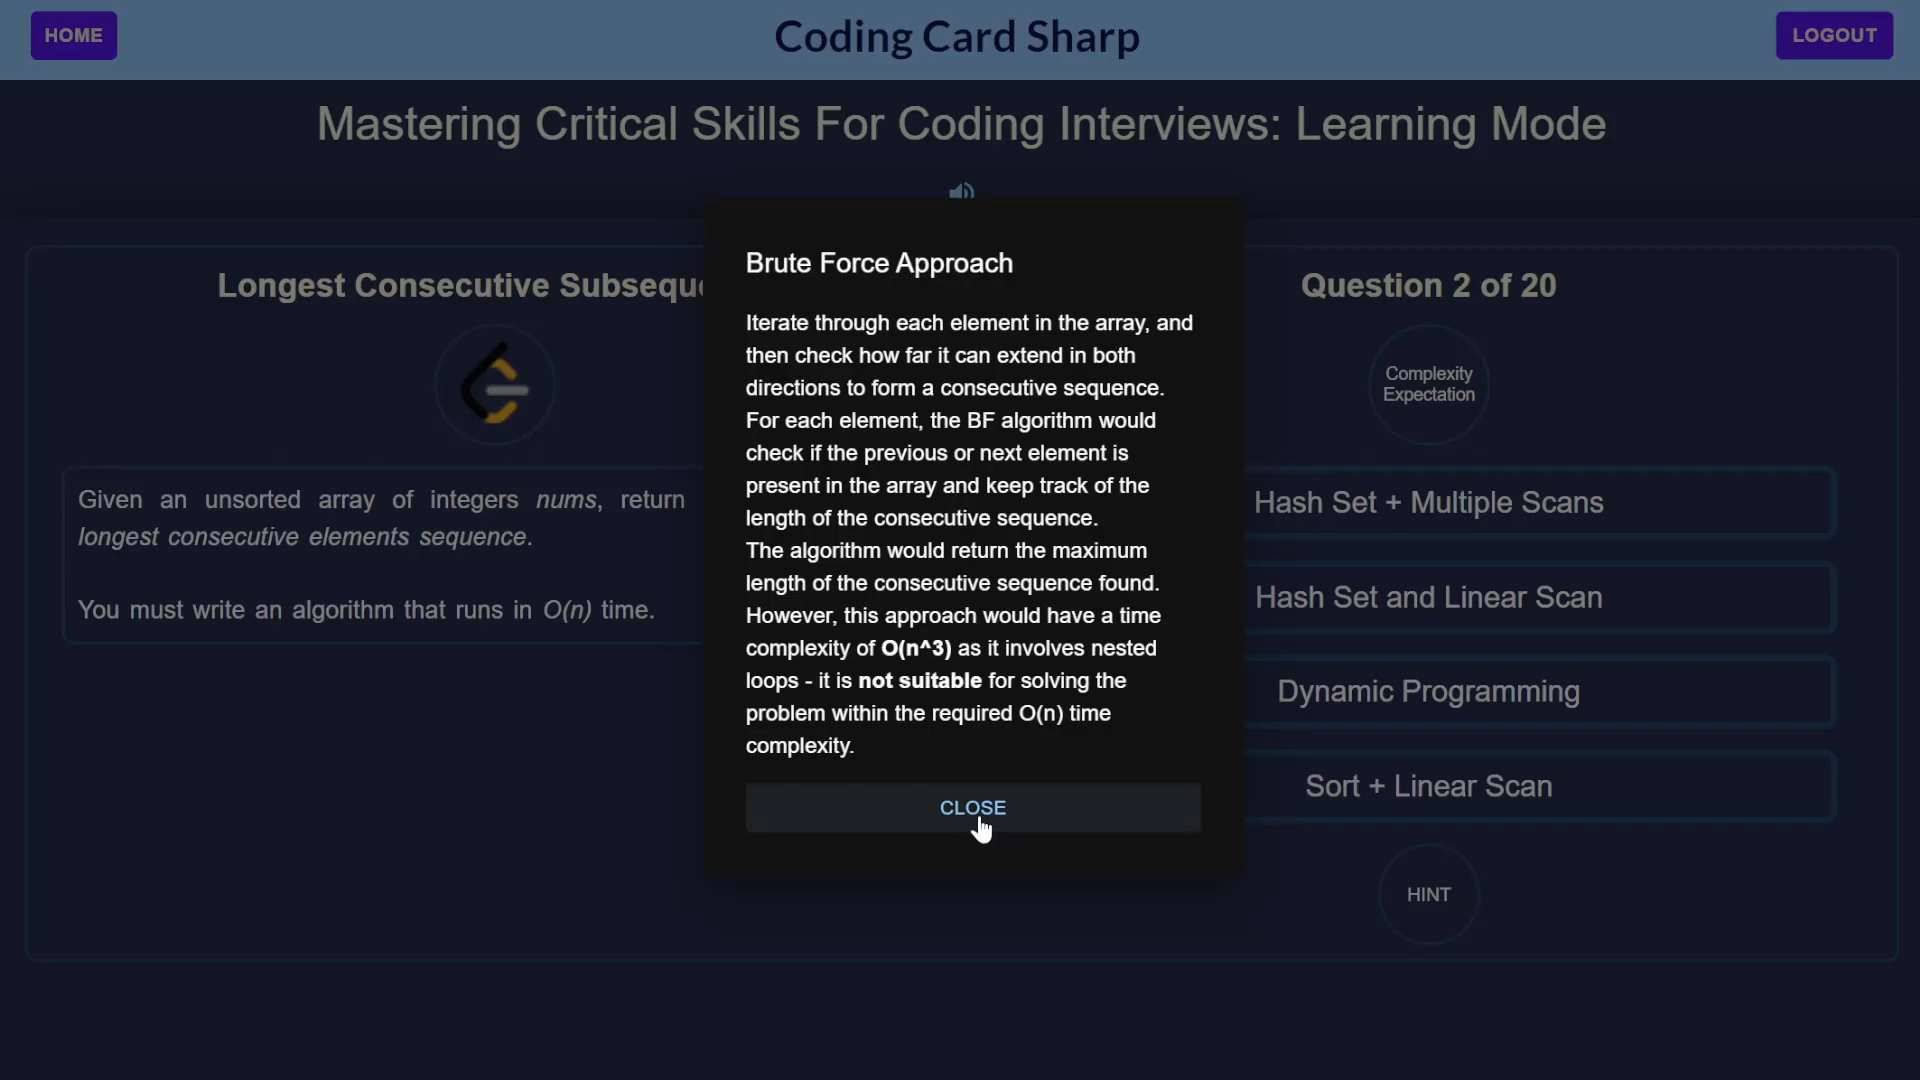 HOME
Coding Card Sharp
LOGOUT
Mastering Critical Skills For Coding Interviews: Learning Mode
Longest Consecutive
Given an unsorted array of integers nums, return
longest consecutive elements sequence.
You must write an algorithm that runs in O(n) time.
Brute Force Approach
Iterate through each element in the array, and
then check how far it can extend in both
directions to form a consecutive sequence.
For each element, the BF algorithm would
check if the previous or next element is
present in the array and keep track of the
length of the consecutive sequence.
The algorithm would return the maximum
length of the consecutive sequence found.
However, this approach would have a time
complexity of O(n^3) as it involves nested
loops - it is not suitable for solving the
problem within the required O(n) time
complexity.
CLOSE
Question 2 of 20
Complexity
Expectation
Hash Set + Multiple Scans
Hash Set and Linear Scan
Dynamic Programming
Sort + Linear Scan
HINT